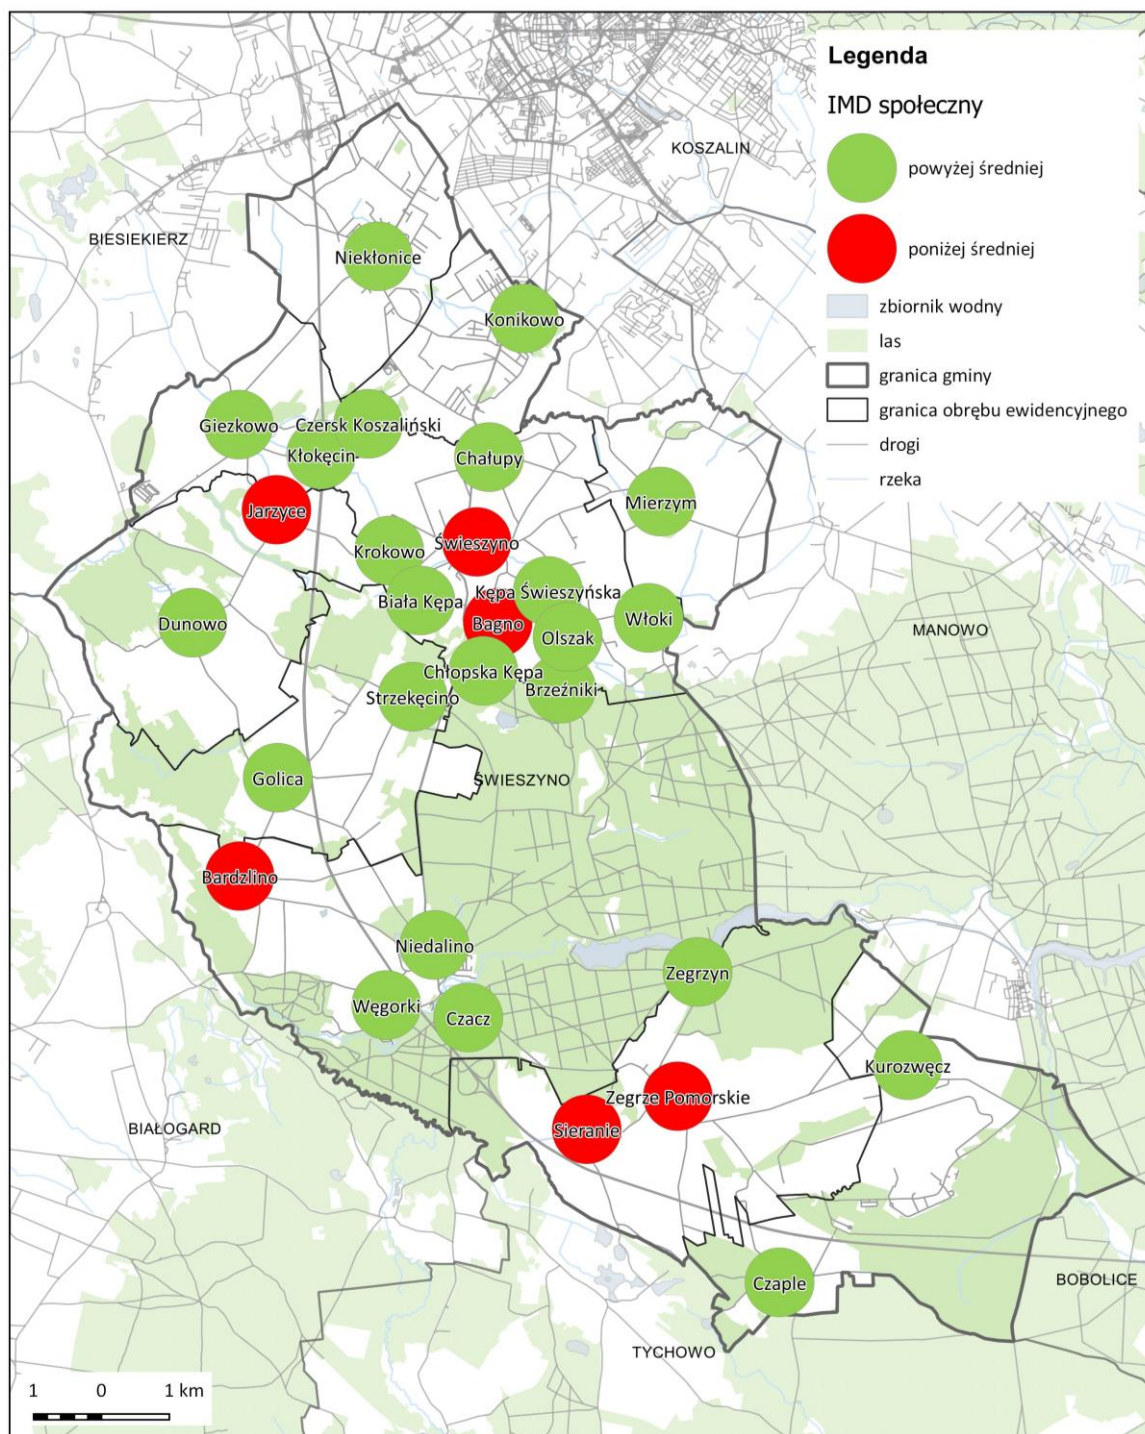 Legenda
IMD społeczny
powyżej średniej
poniżej średniej
zbiornik wodny
las
granica gminy
granica obrębu ewidencyjnego
drogi
rzeka
KOSZALIN
BIESIEKIERZ
Niekłonice
Konikowo
Giezkowo
Czersk Koszaliński
Kłokęcin
Chałupy
Mierzym
Jarzyce
Krokowo
Świeszyno
Kępa Świeszyńska
Biała Kępa
Dunowo
Bagno
Włoki
Olszak
MANOWO
Chłopska Kępa
Strzekęcino
Brzeźniki
Golica
ŚWIESZYNO
Bardzlino
Niedalino
Zegrzyn
Węgorki
Czacz
Kurozwęcz
Zegrze Pomorskie
BIAŁOGARD
Sieranie
Czaple
BOBOLICE
TYCHOWO
1 0 1 km